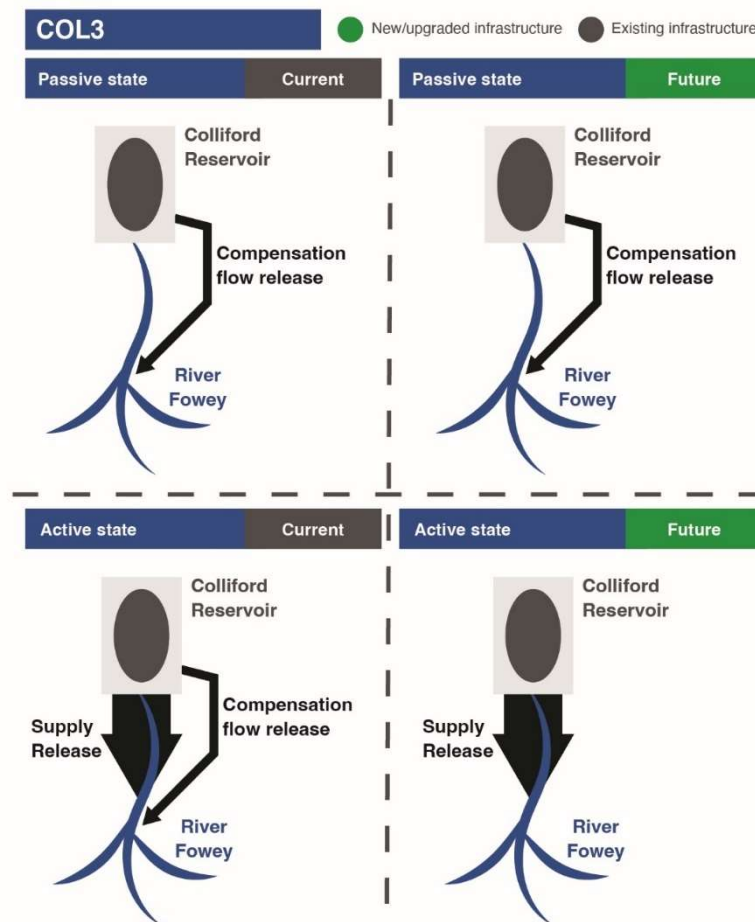 COL3
New/upgraded infrastructure
Existing infrastructure
Passive state
Current
Colliford
Reservoir
Compensation
flow release
River
Fowey
Passive state
Future
Colliford
Reservoir
Compensation
flow release
River
Fowey
Active state
Current
Colliford
Reservoir
Supply
Release
Compensation
flow release
River
Fowey
Active state
Future
Colliford
Reservoir
Supply
Release
River
Fowey